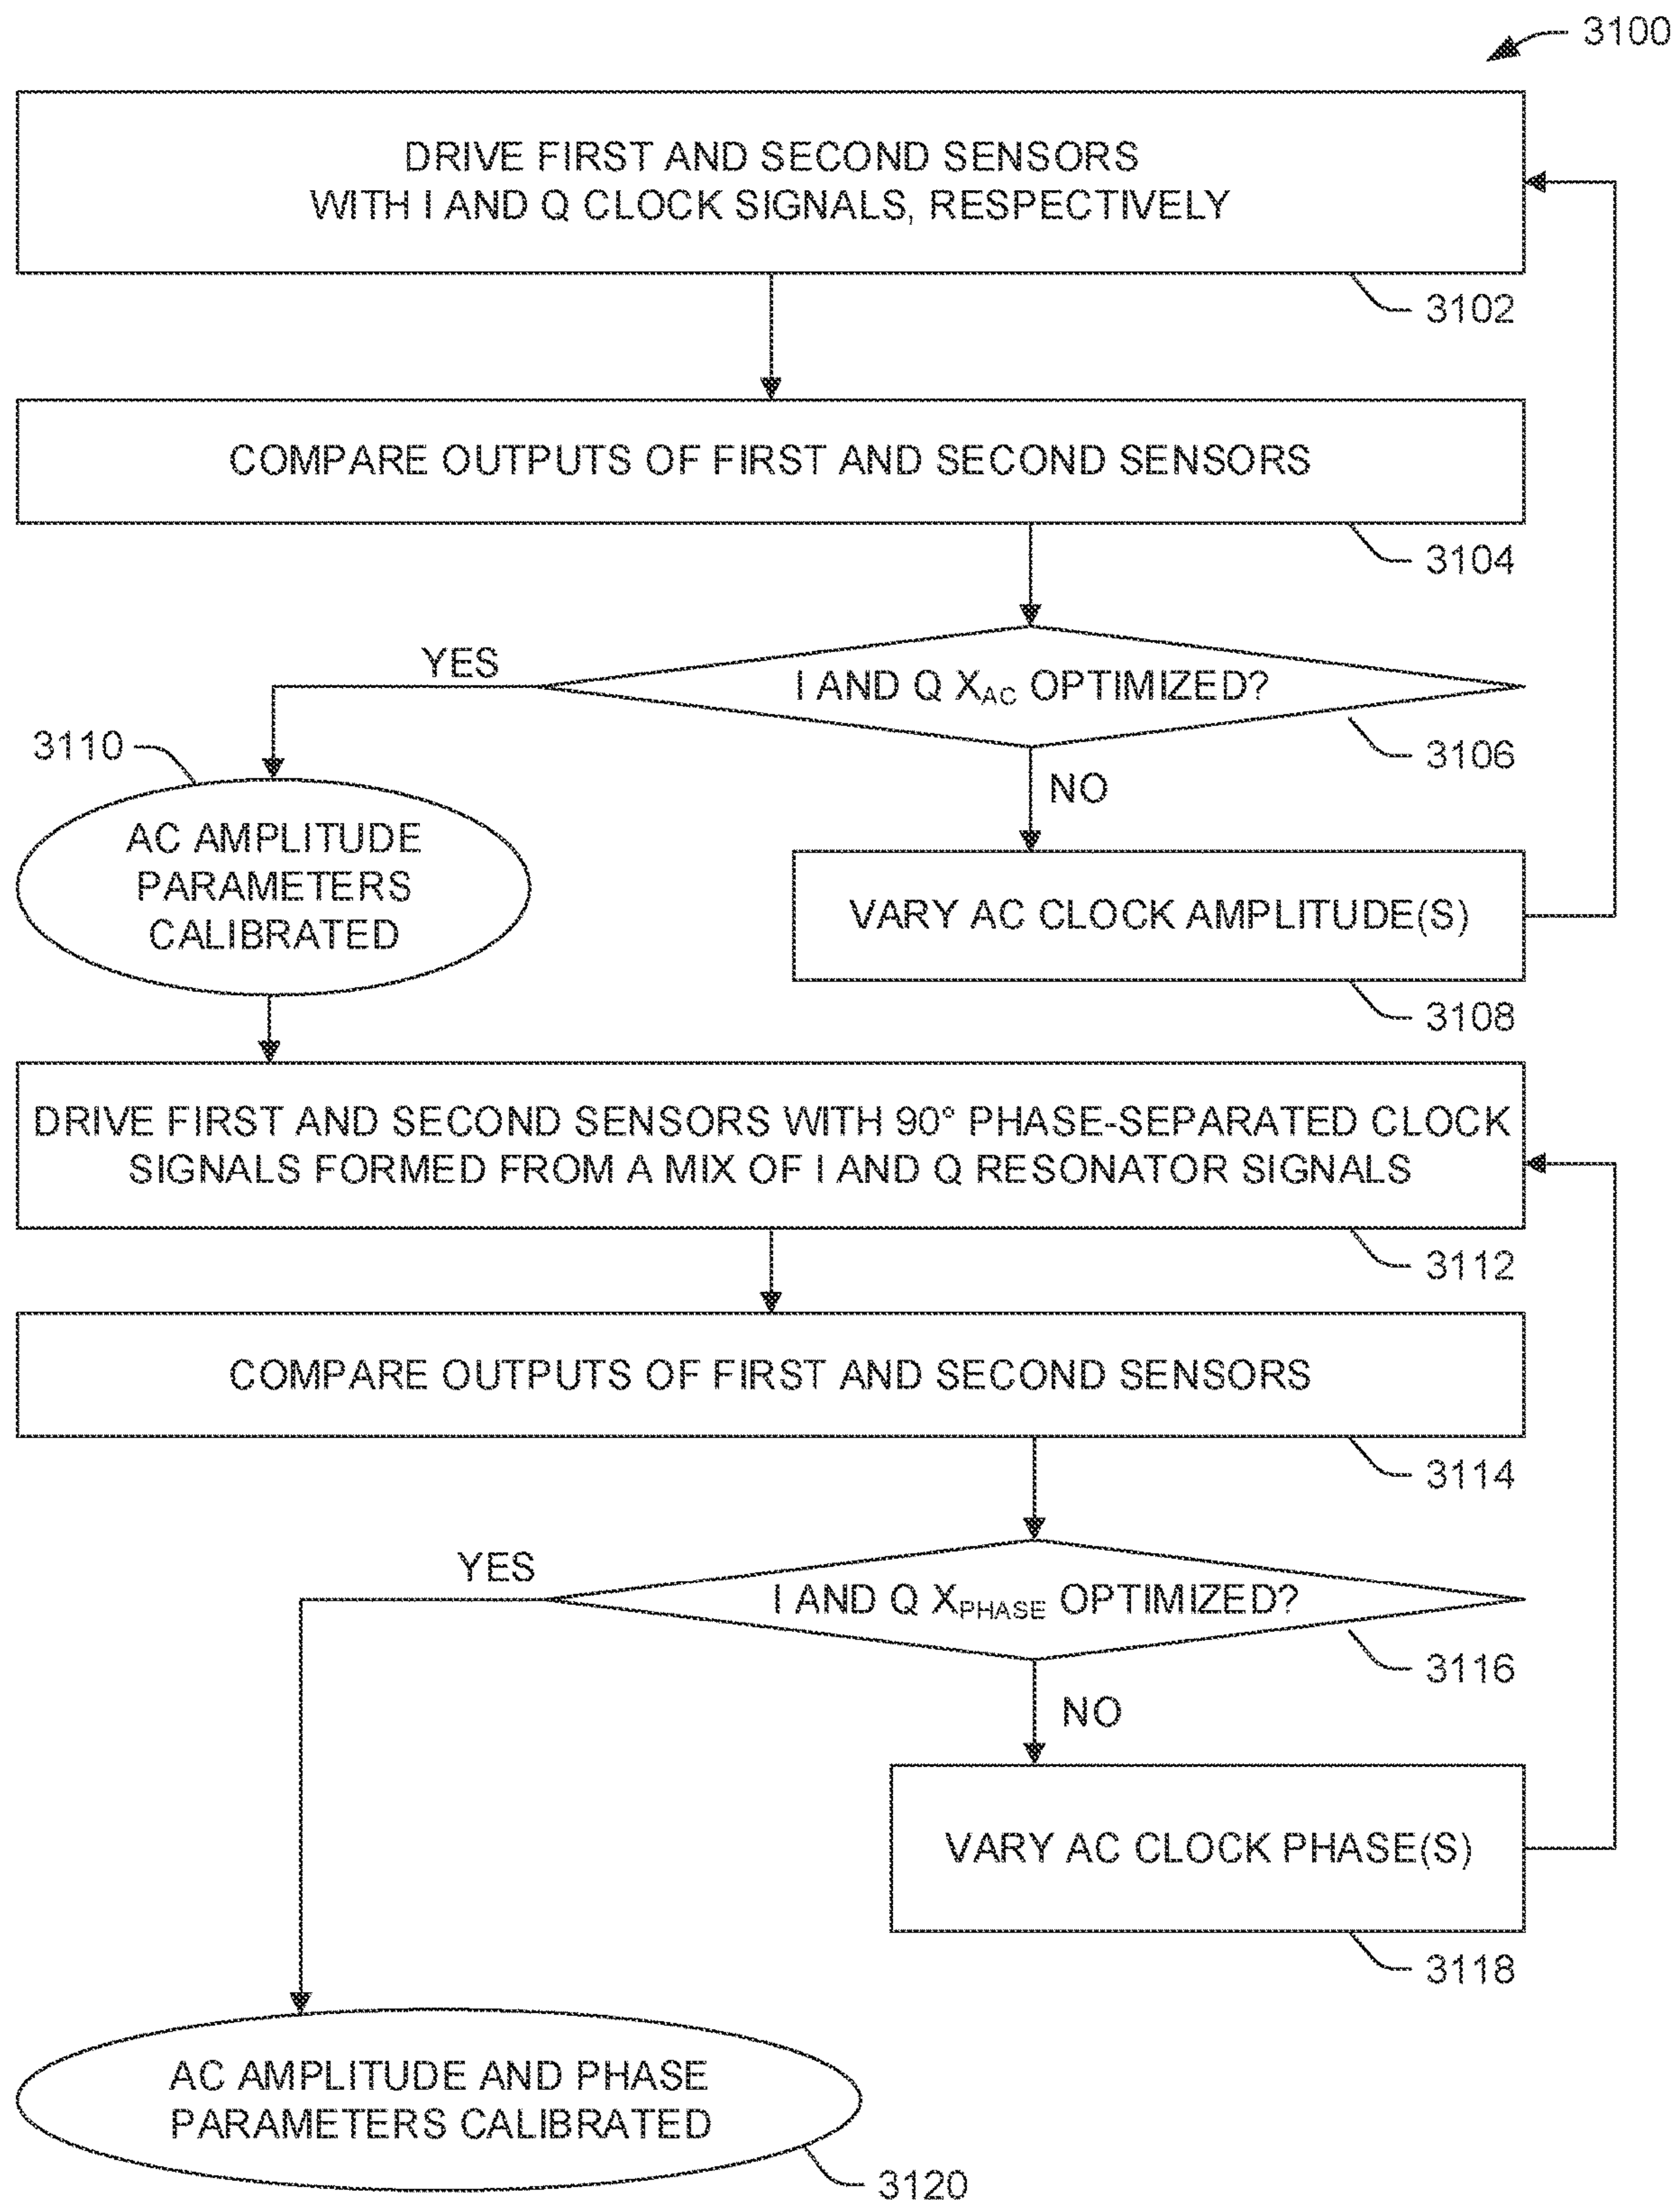 3100
DRIVE FIRST AND SECOND SENSORS
WITH I AND Q CLOCK SIGNALS, RESPECTIVELY
3102
COMPARE OUTPUTS OF FIRST AND SECOND SENSORS
3104
YES
I AND Q X_AC OPTIMIZED?
3106
NO
3110
AC AMPLITUDE
PARAMETERS
CALIBRATED
VARY AC CLOCK AMPLITUDE(S)
3108
DRIVE FIRST AND SECOND SENSORS WITH 90° PHASE-SEPARATED CLOCK
SIGNALS FORMED FROM A MIX OF I AND Q RESONATOR SIGNALS
3112
COMPARE OUTPUTS OF FIRST AND SECOND SENSORS
3114
YES
I AND Q X_PHASE OPTIMIZED?
3116
NO
VARY AC CLOCK PHASE(S)
3118
AC AMPLITUDE AND PHASE
PARAMETERS CALIBRATED
3120